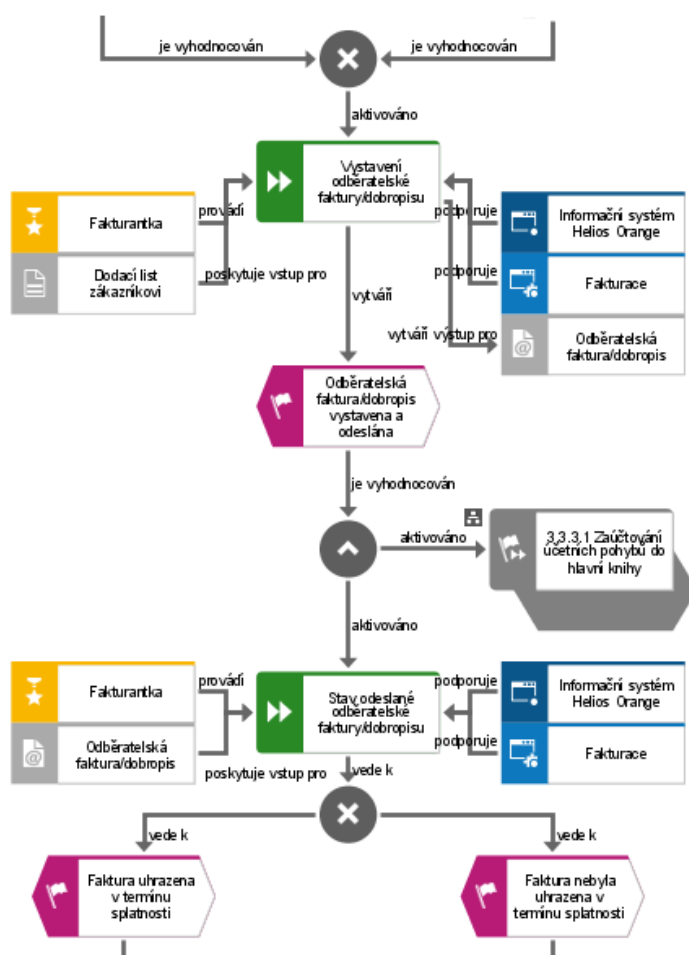 je vyhodnocován
je vyhodnocován
aktivováno
Vystavení
odběratelské
faktury/dobropisu
Fakturantka
provádí
podporuje
Informační systém
Helios Orange
Dodací list
zákazníkovi
poskytuje vstup pro
podporuje
Fakturace
vytváří
vytváří výstup pro
Odběratelská
faktura/dobropis
Odběratelská
faktura/dobropis
vystavena a
odeslána
je vyhodnocován
aktivováno
3.3.3.1 Zaúčtování
účetních pohybů do
hlavní knihy
aktivováno
Fakturantka
provádí
Stav odeslané
odběratelské
faktury/dobropisu
podporuje
Informační systém
Helios Orange
Odběratelská
faktura/dobropis
poskytuje vstup pro
podporuje
Fakturace
vede k
vede k
vede k
Faktura uhrazena
v termínu
splatnosti
Faktura nebyla
uhrazena v
termínu splatnosti